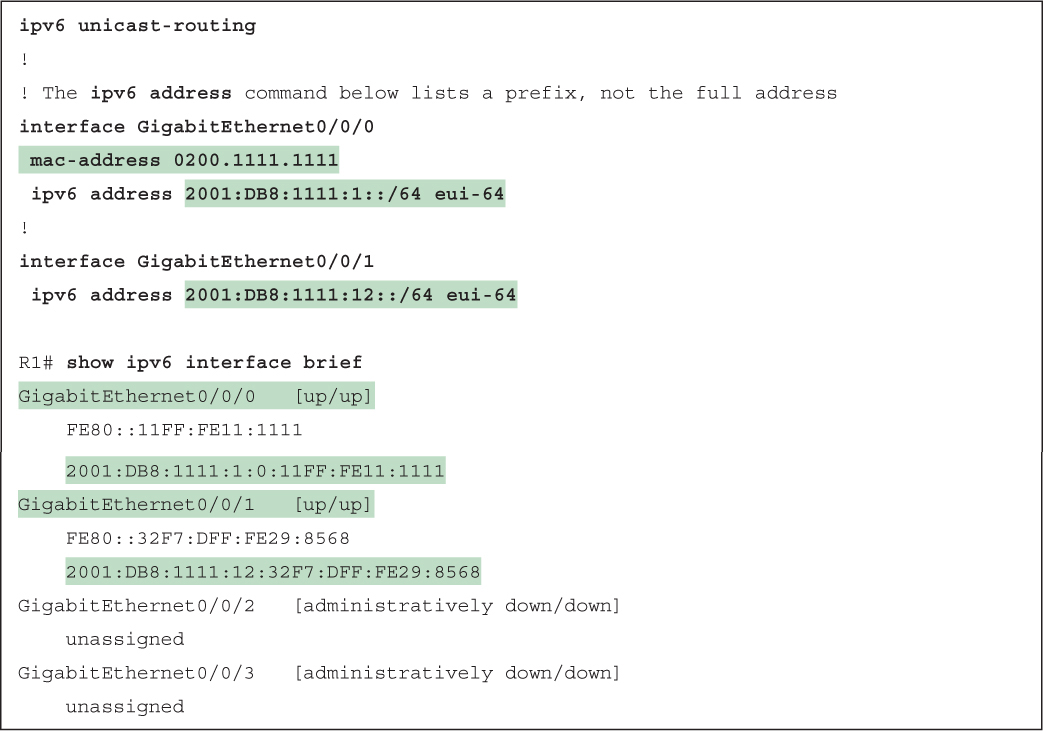 ipv6 unicast-routing
!
! The ipv6 address command below lists a prefix, not the full address
interface GigabitEthernet0/0/0
 mac-address 0200.1111.1111
 ipv6 address 2001:DB8:1111:1::/64 eui-64
!
interface GigabitEthernet0/0/1
 ipv6 address 2001:DB8:1111:12::/64 eui-64

R1# show ipv6 interface brief
GigabitEthernet0/0/0   [up/up]
    FE80::11FF:FE11:1111
    2001:DB8:1111:1:0:11FF:FE11:1111
GigabitEthernet0/0/1   [up/up]
    FE80::32F7:DFF:FE29:8568
    2001:DB8:1111:12:32F7:DFF:FE29:8568
GigabitEthernet0/0/2   [administratively down/down]
    unassigned
GigabitEthernet0/0/3   [administratively down/down]
    unassigned